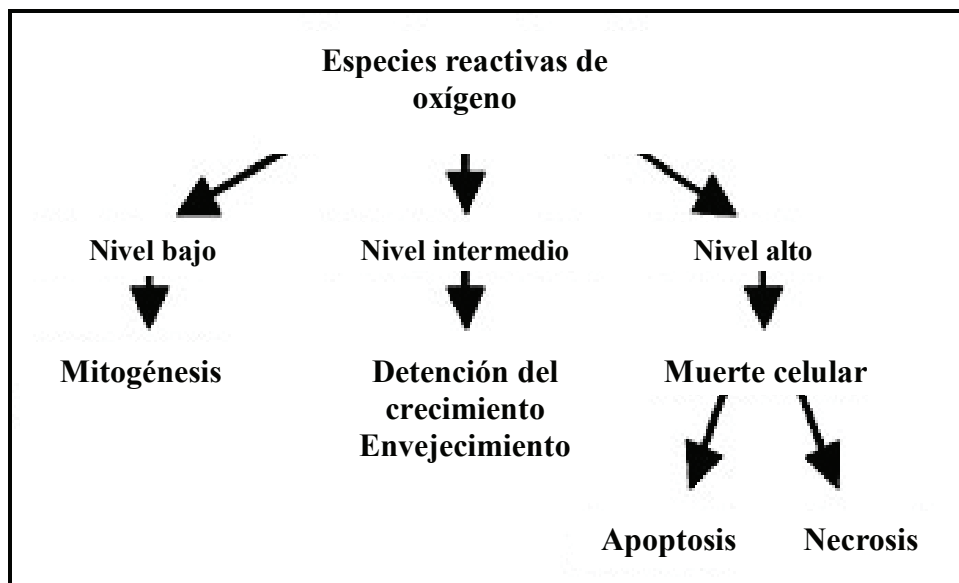 Especies reactivas de
oxígeno
Nivel bajo
Nivel intermedio
Nivel alto
Mitogénesis
Detención del
crecimiento
Envejecimiento
Muerte celular
Apoptosis
Necrosis